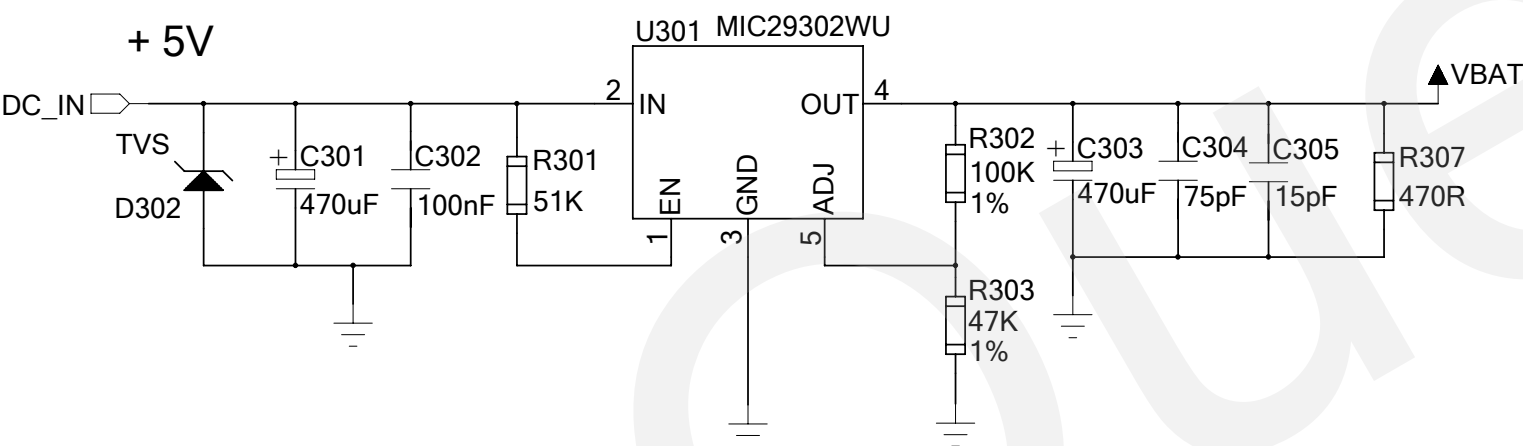 + 5V
U301 MIC29302WU
DC_IN
2
IN
OUT
4
VBAT
TVS
D302
+ C301
470uF
C302
100nF
R301
51K
EN
GND
ADJ
1
3
5
R302
100K
1%
R303
47K
1%
+ C303
470uF
C304
75pF
C305
15pF
R307
470R
Que